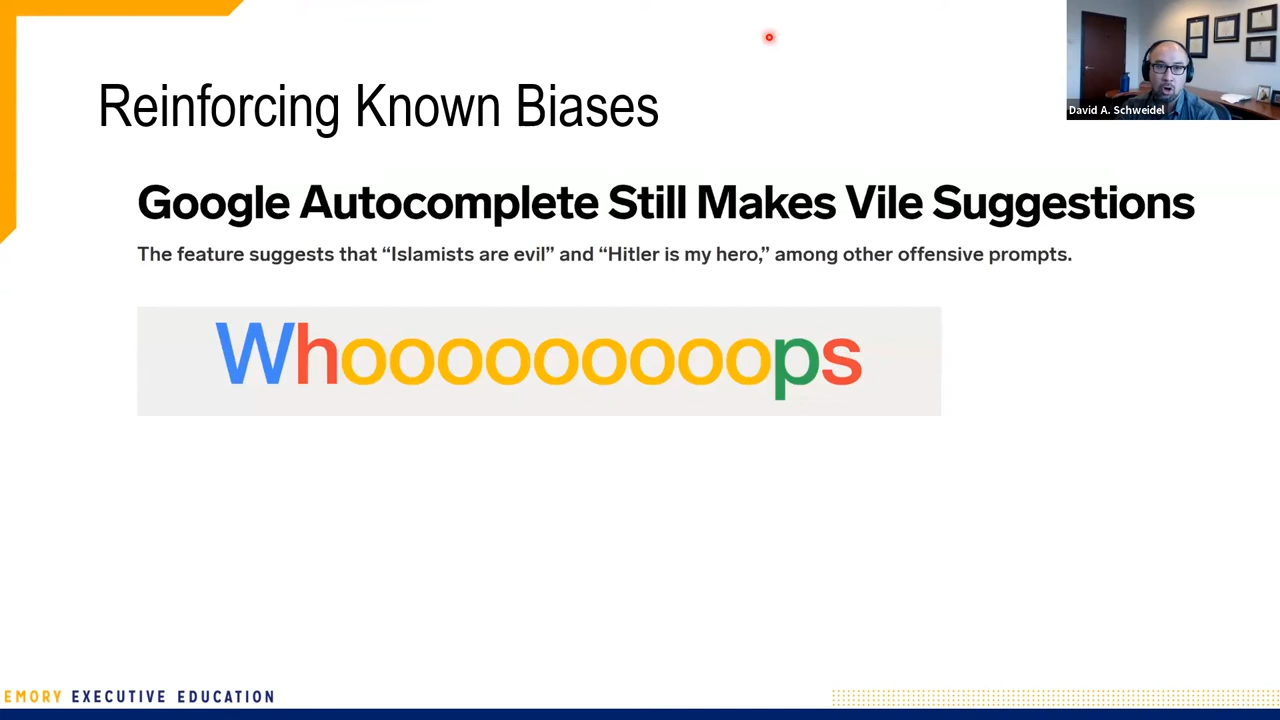 Reinforcing Known Biases
David A. Schweidel
Google Autocomplete Still Makes Vile Suggestions
The feature suggests that “Islamists are evil” and “Hitler is my hero,” among other offensive prompts.
Whooooooooops
EMORY EXECUTIVE EDUCATION